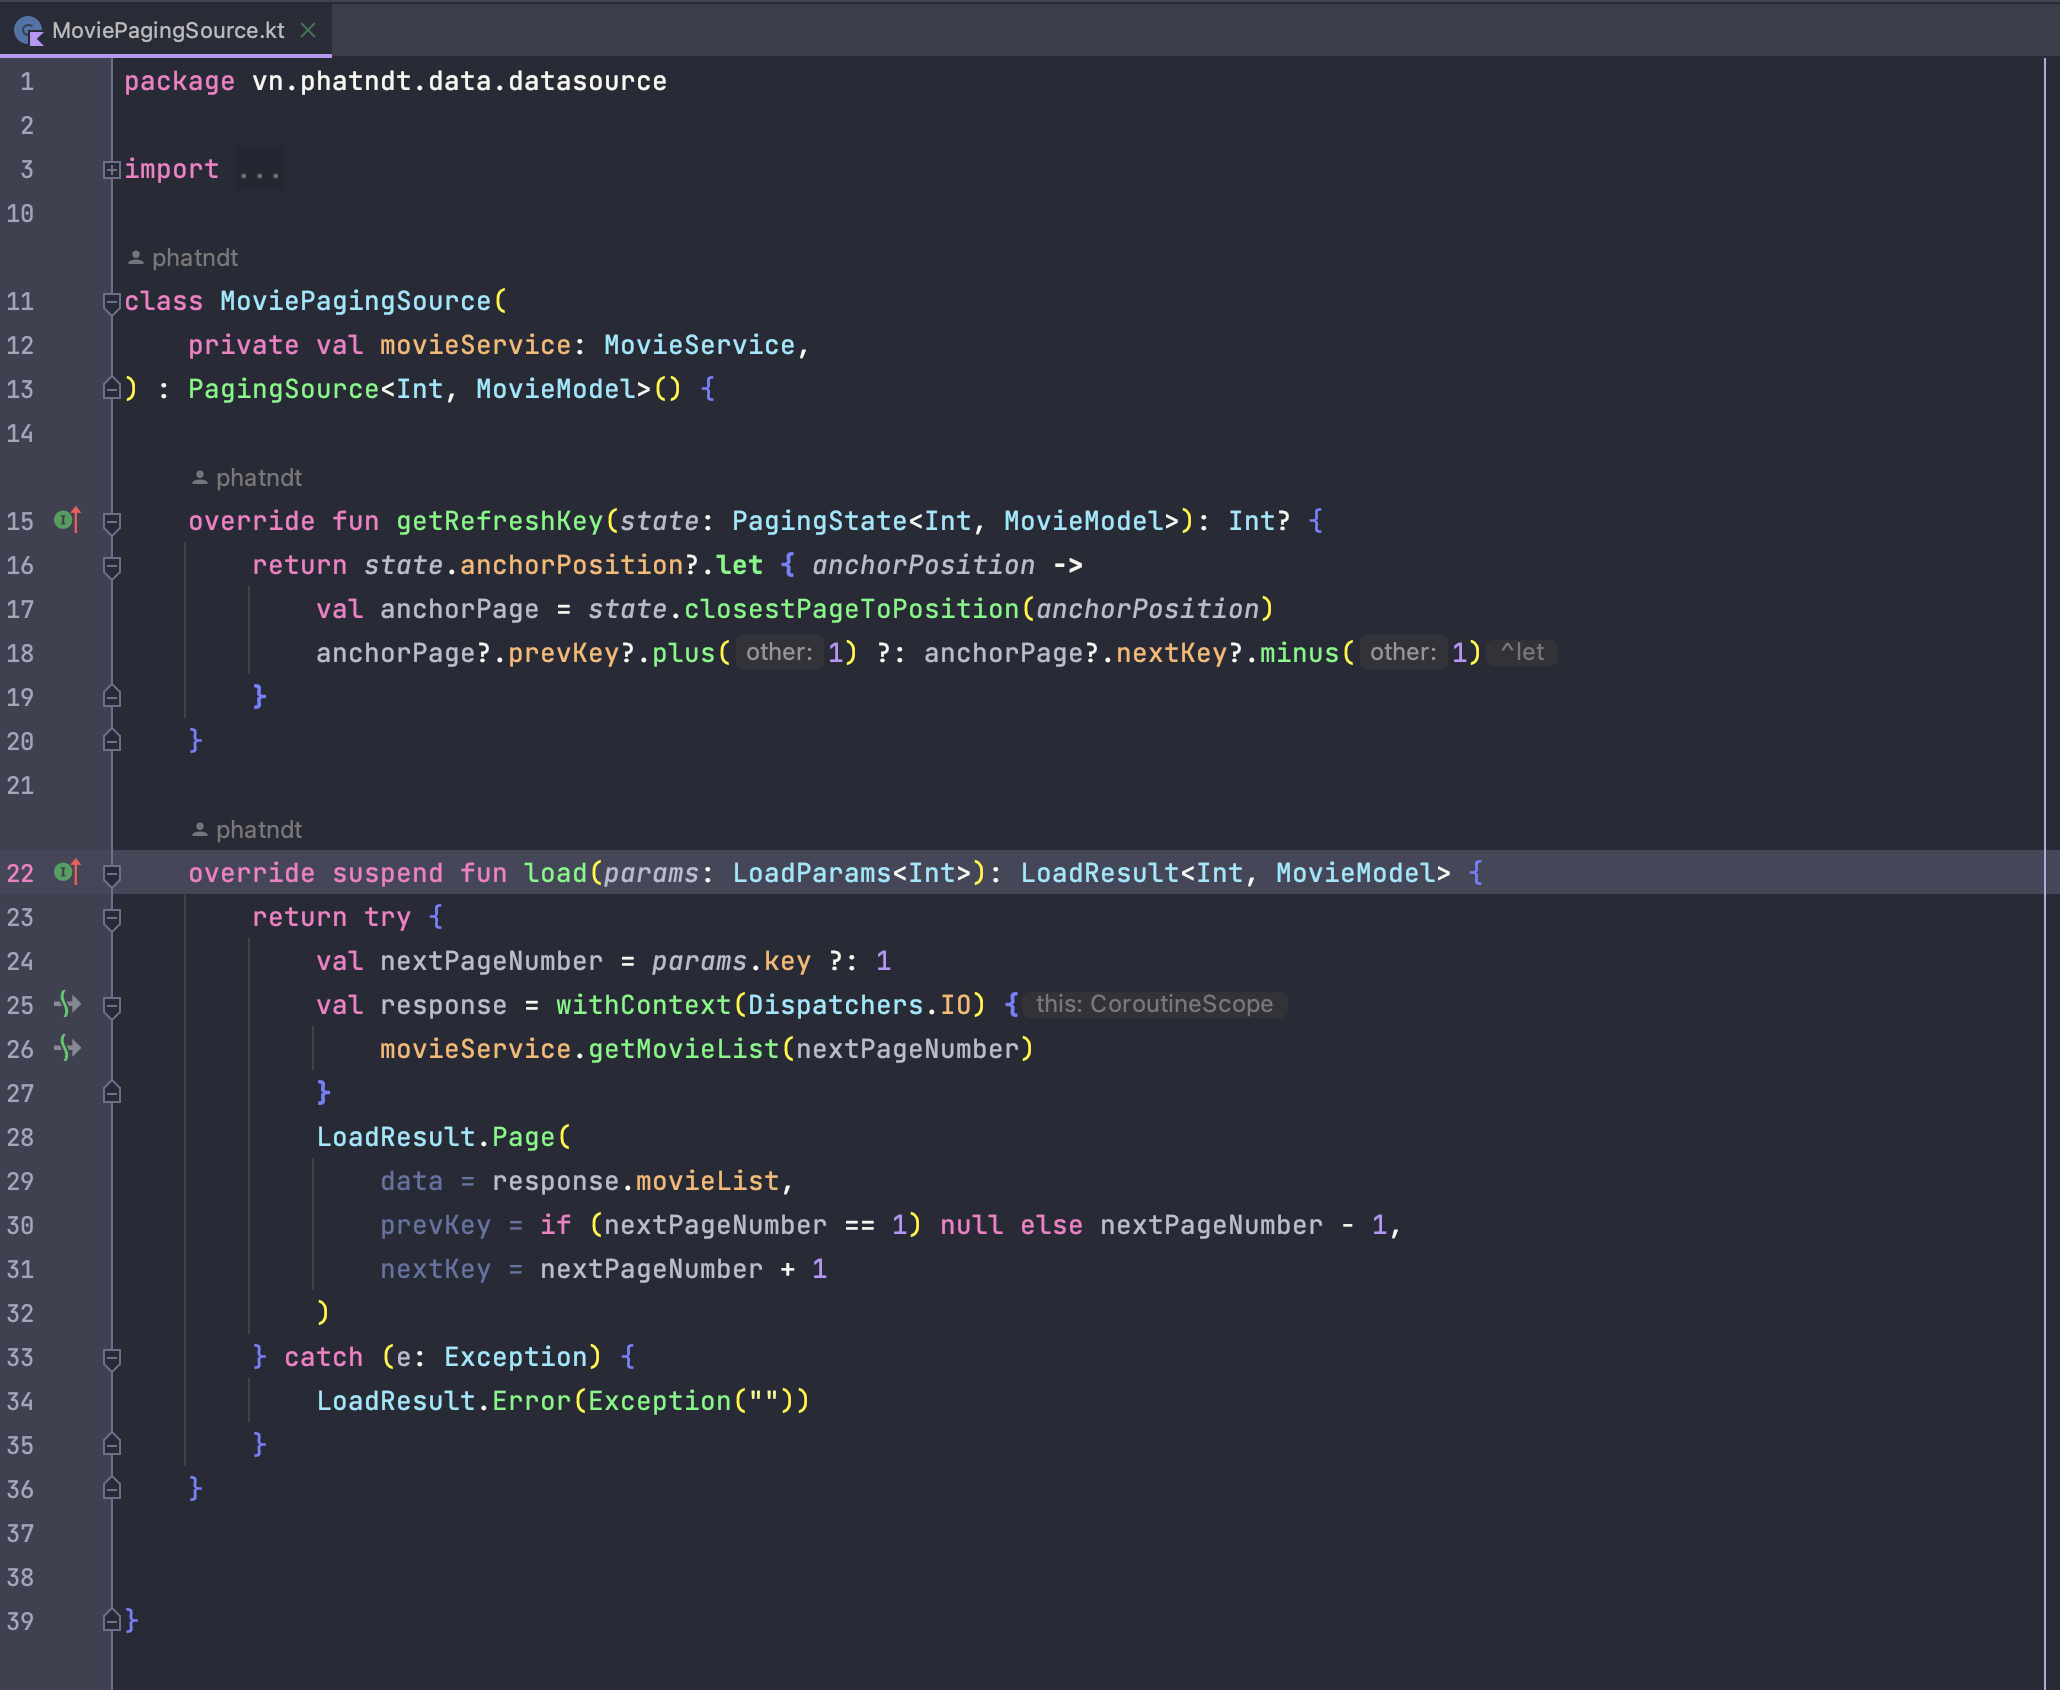 MoviePagingSource.kt
1 package vn.phatndt.data.datasource
2
3 import ...
10
phatndt
11 class MoviePagingSource(
12     private val movieService: MovieService,
13 ) : PagingSource<Int, MovieModel>() {
14
phatndt
15     override fun getRefreshKey(state: PagingState<Int, MovieModel>): Int? {
16         return state.anchorPosition?.let { anchorPosition ->
17             val anchorPage = state.closestPageToPosition(anchorPosition)
18             anchorPage?.prevKey?.plus( other: 1) ?: anchorPage?.nextKey?.minus( other: 1) ^let
19         }
20     }
21
phatndt
22     override suspend fun load(params: LoadParams<Int>): LoadResult<Int, MovieModel> {
23         return try {
24             val nextPageNumber = params.key ?: 1
25             val response = withContext(Dispatchers.IO) { this: CoroutineScope
26                 movieService.getMovieList(nextPageNumber)
27             }
28             LoadResult.Page(
29                 data = response.movieList,
30                 prevKey = if (nextPageNumber == 1) null else nextPageNumber - 1,
31                 nextKey = nextPageNumber + 1
32             )
33         } catch (e: Exception) {
34             LoadResult.Error(Exception(""))
35         }
36     }
37
38
39 }